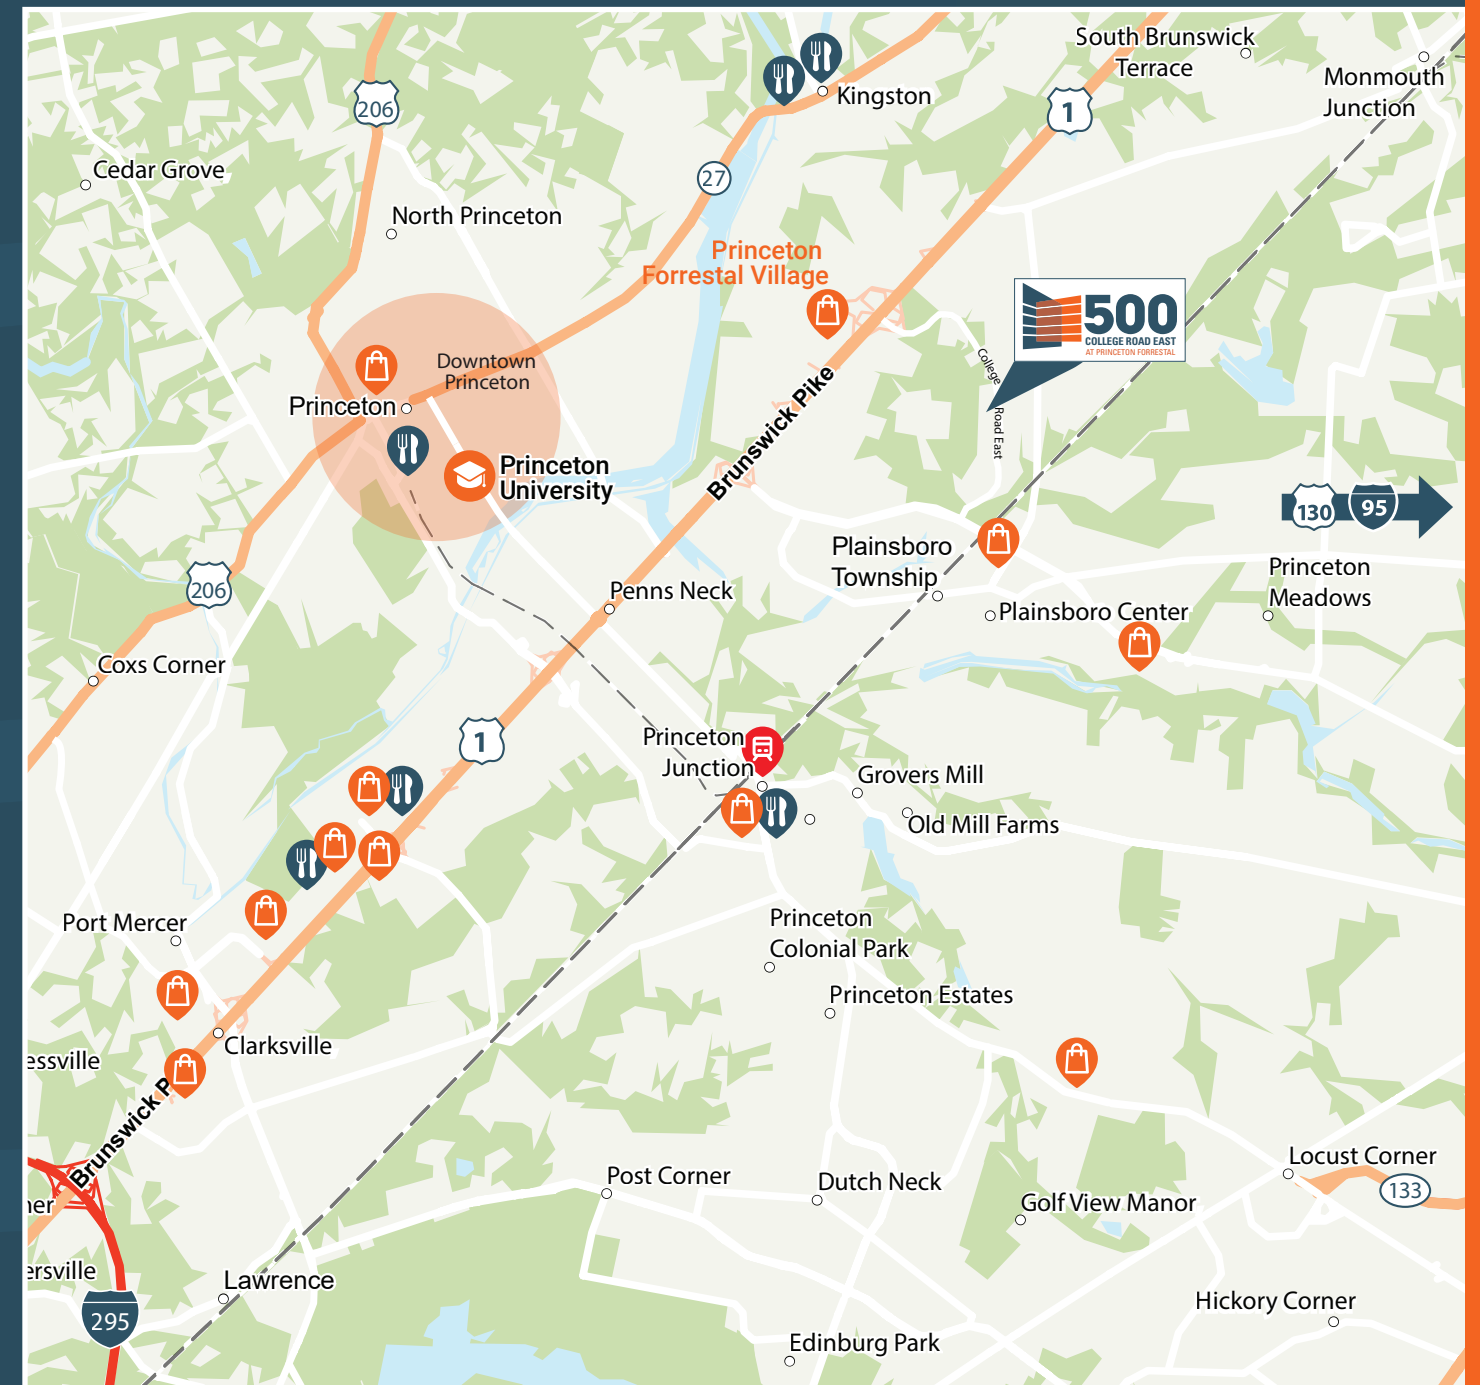 South Brunswick
Terrace
Monmouth
Junction
206
Kingston
1
Cedar Grove
27
North Princeton
Princeton
Forrestal Village
500
COLLEGE ROAD EAST
AT PRINCETON FORRESTAL
College
Road East
Downtown
Princeton
Princeton
Brunswick Pike
Princeton
University
130
95
Plainsboro
Township
Princeton
Meadows
206
Penns Neck
Plainsboro Center
Coxs Corner
1
Princeton
Junction
Grovers Mill
Old Mill Farms
Port Mercer
Princeton
Colonial Park
Princeton Estates
Clarksville
essville
Brunswick P
Locust Corner
Post Corner
Dutch Neck
133
Golf View Manor
ner
ersville
Lawrence
295
Hickory Corner
Edinburg Park